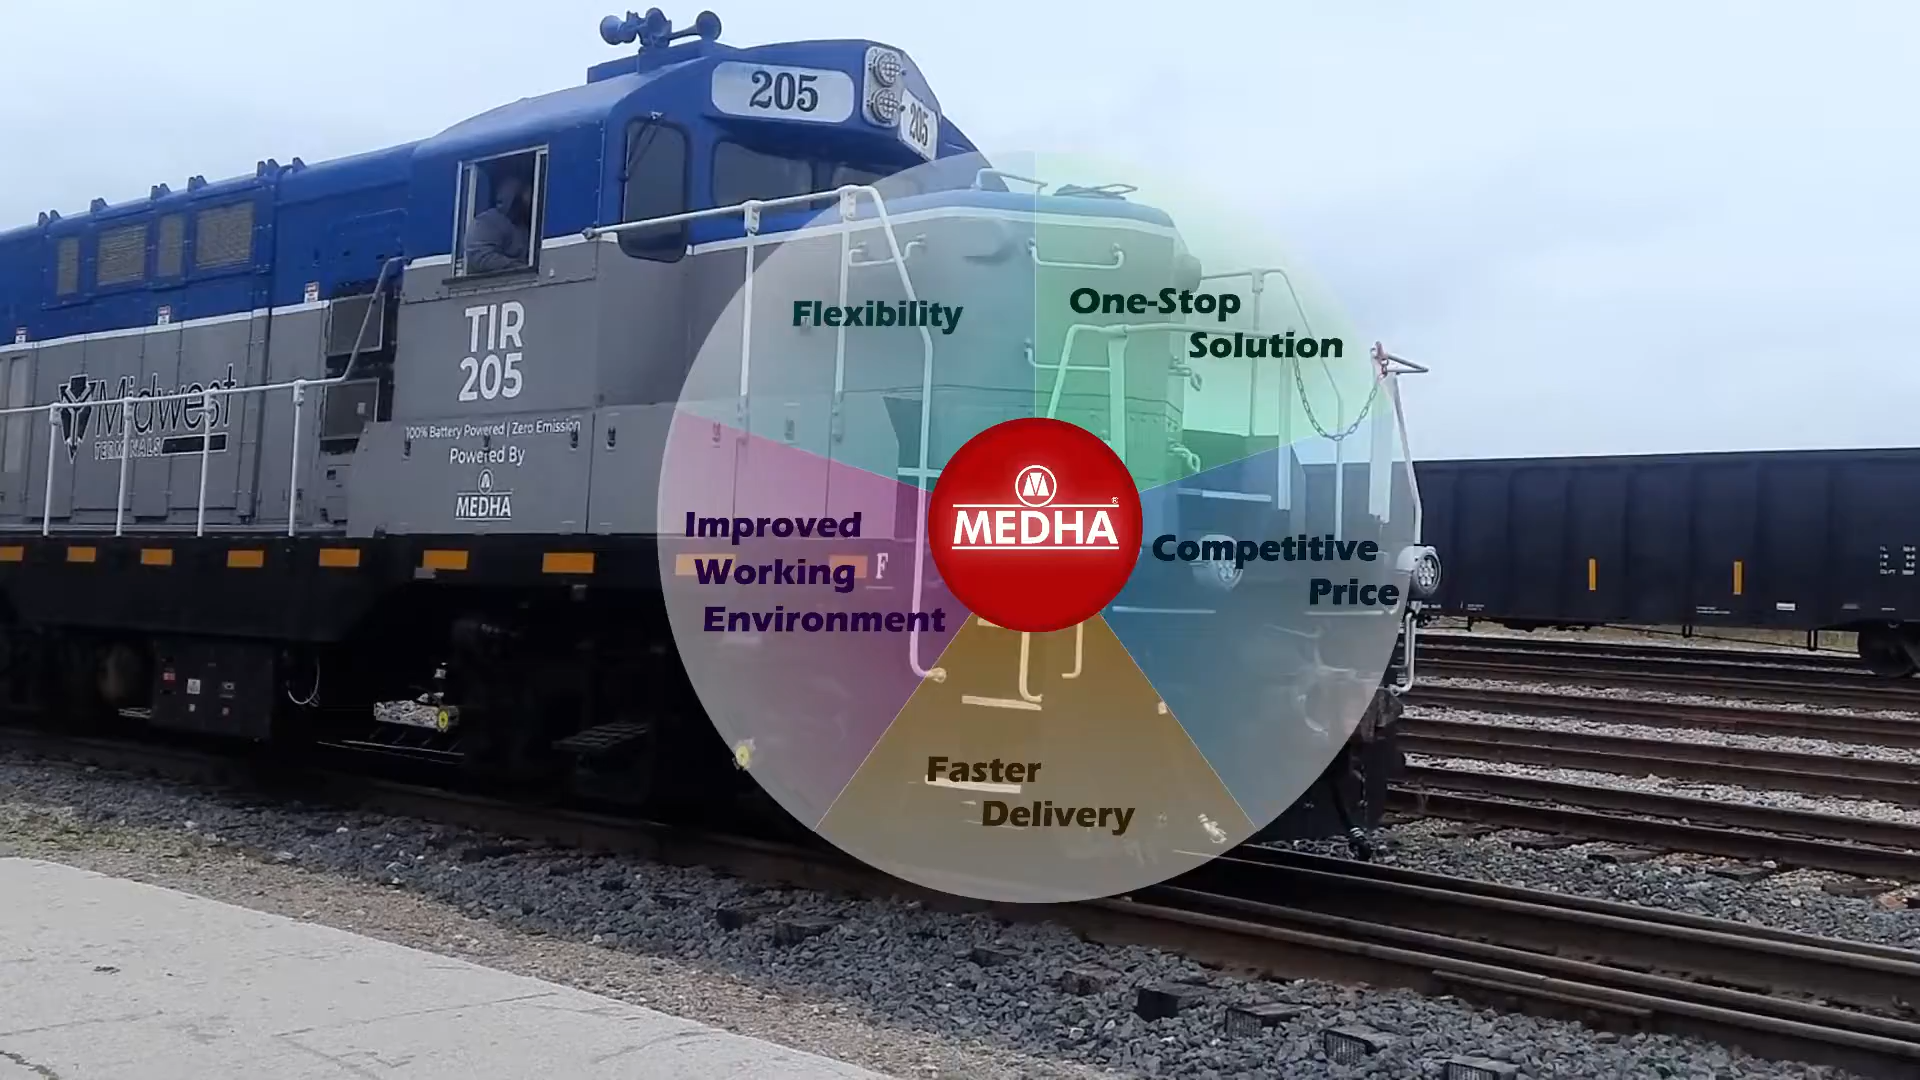 205
205
TIR
205
Midwest
TERMINALS
100% Battery Powered | Zero Emission
Powered By
MEDHA
F
Flexibility
One-Stop
Solution
MEDHA
®
Improved
Working
Environment
Competitive
Price
Faster
Delivery